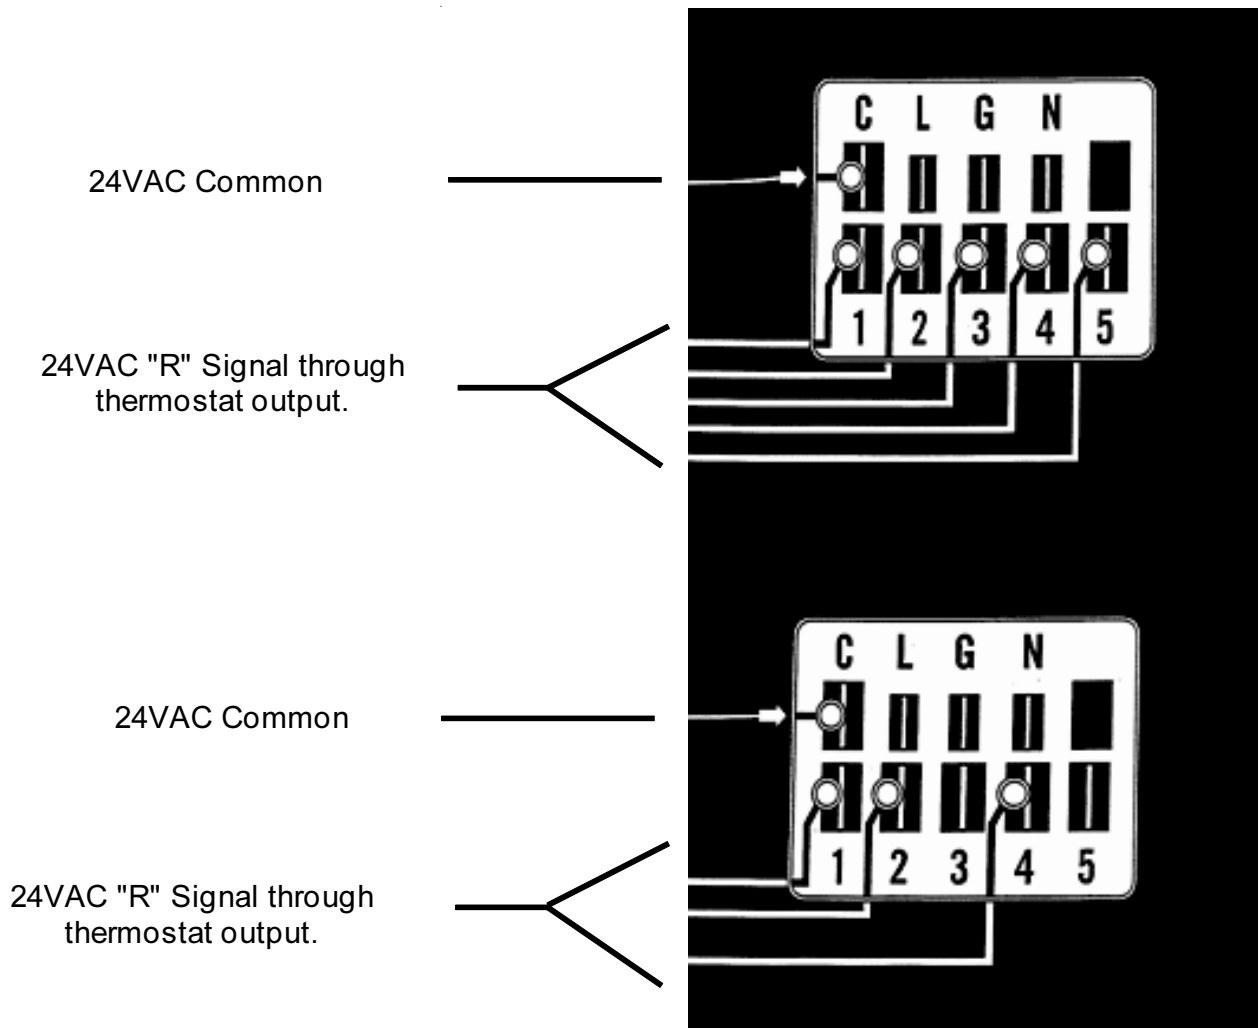 C L G N
24VAC Common
1 2 3 4 5
24VAC "R" Signal through
thermostat output.
C L G N
24VAC Common
1 2 3 4 5
24VAC "R" Signal through
thermostat output.